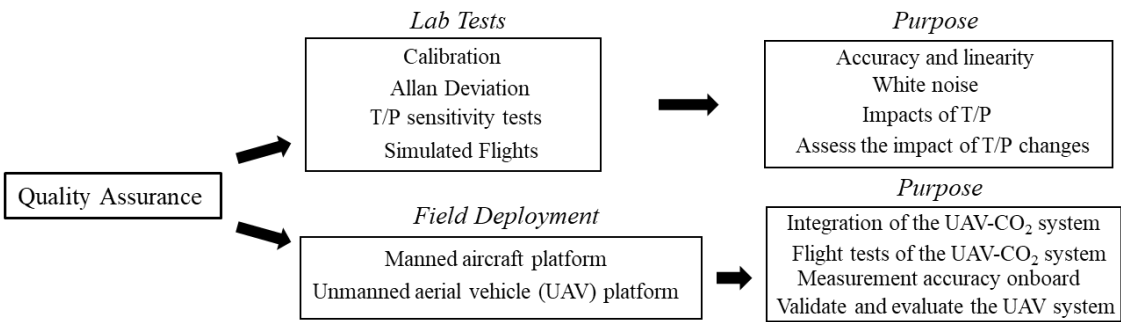 Quality Assurance
Lab Tests
Calibration
Allan Deviation
T/P sensitivity tests
Simulated Flights
Purpose
Accuracy and linearity
White noise
Impacts of T/P
Assess the impact of T/P changes
Field Deployment
Manned aircraft platform
Unmanned aerial vehicle (UAV) platform
Purpose
Integration of the UAV-CO₂ system
Flight tests of the UAV-CO₂ system
Measurement accuracy onboard
Validate and evaluate the UAV system